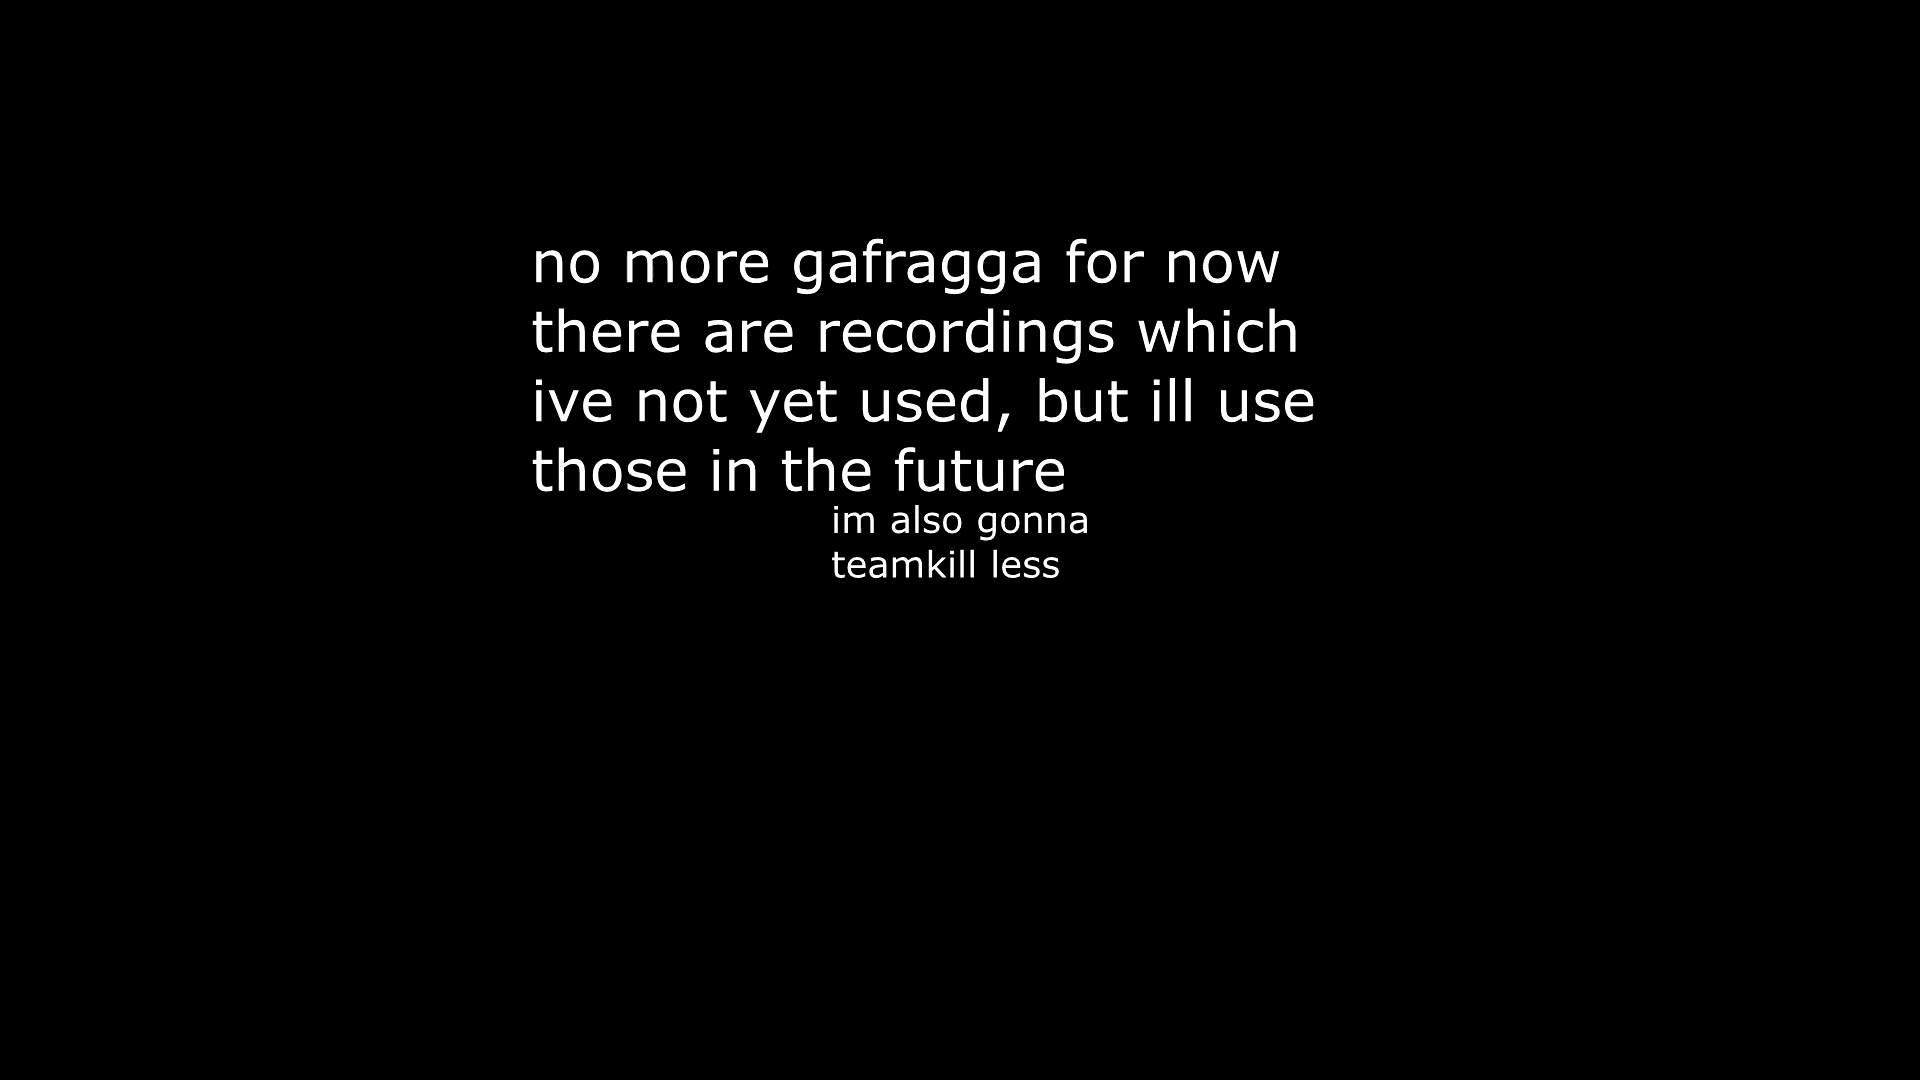 no more gafragga for now
there are recordings which
ive not yet used, but ill use
those in the future
im also gonna
teamkill less